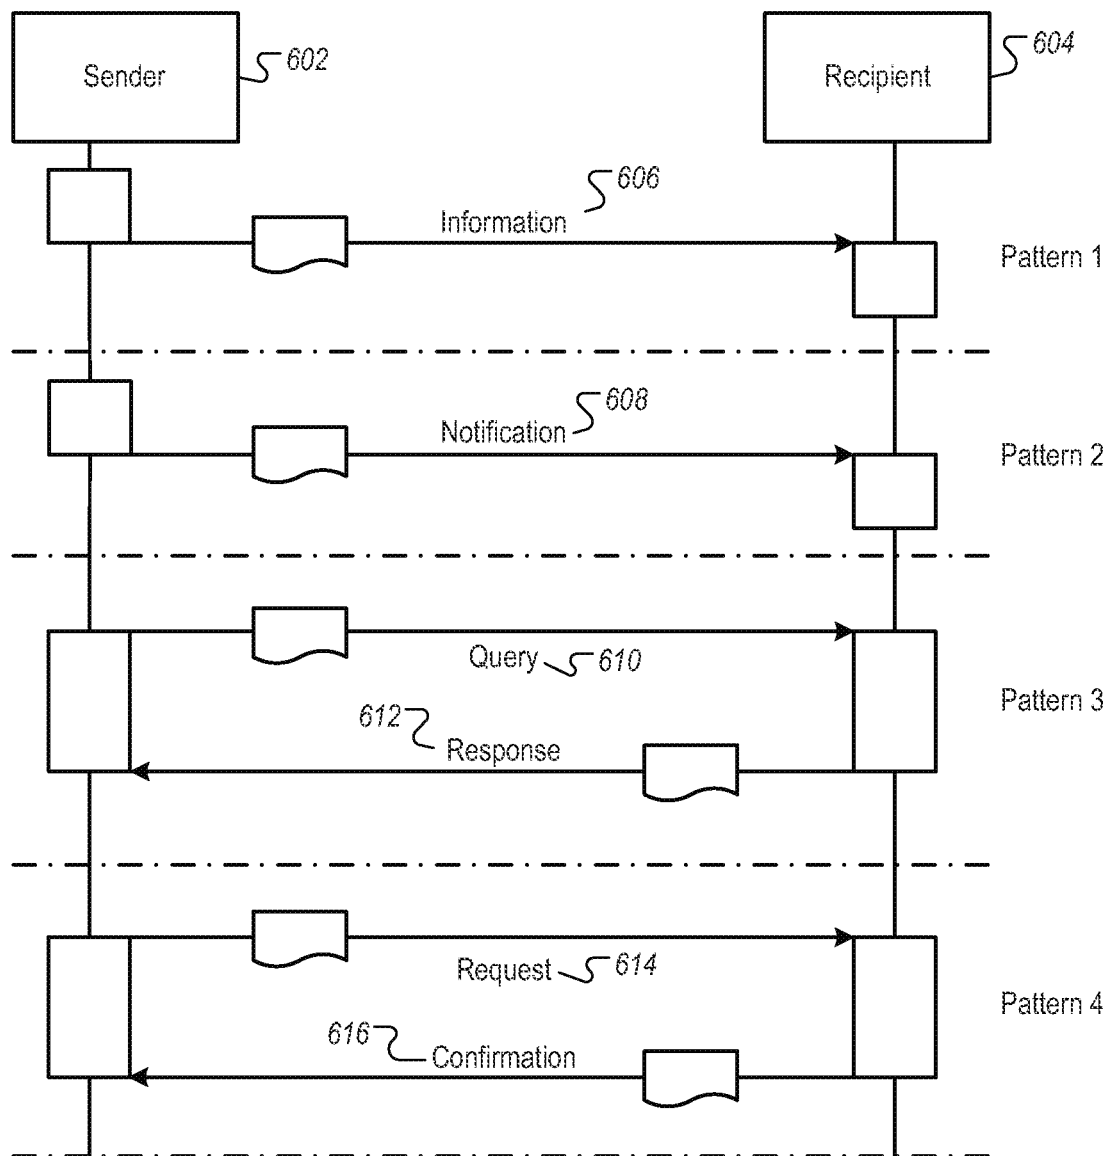 Sender
602
Recipient
604
606
Information
Pattern 1
608
Notification
Pattern 2
Query
610
Pattern 3
612
Response
Request
614
Pattern 4
616
Confirmation